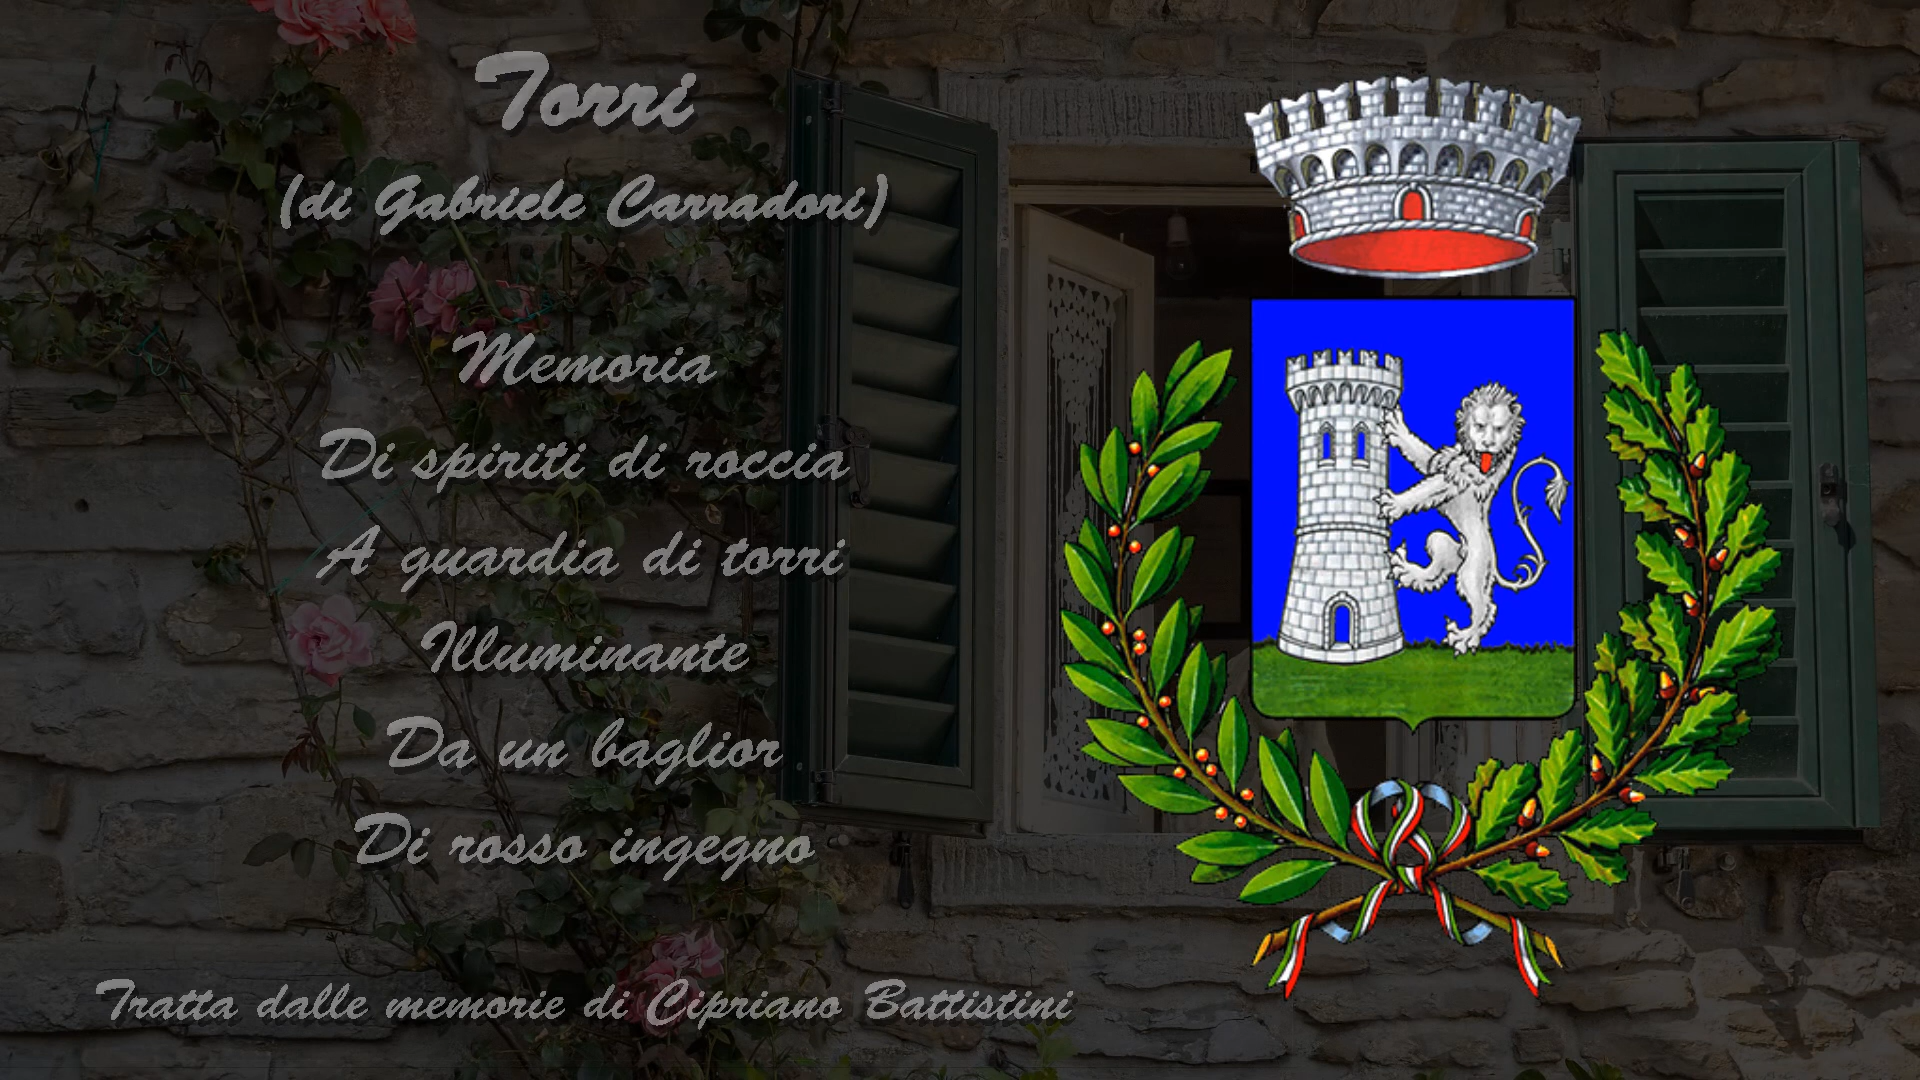 Torri
(di Gabriele Carradori)
Memoria
Di spiriti di roccia
A guardia di torri
Illuminante
Da un baglior
Di rosso ingegno
Tratta dalle memorie di Cipriano Battistini